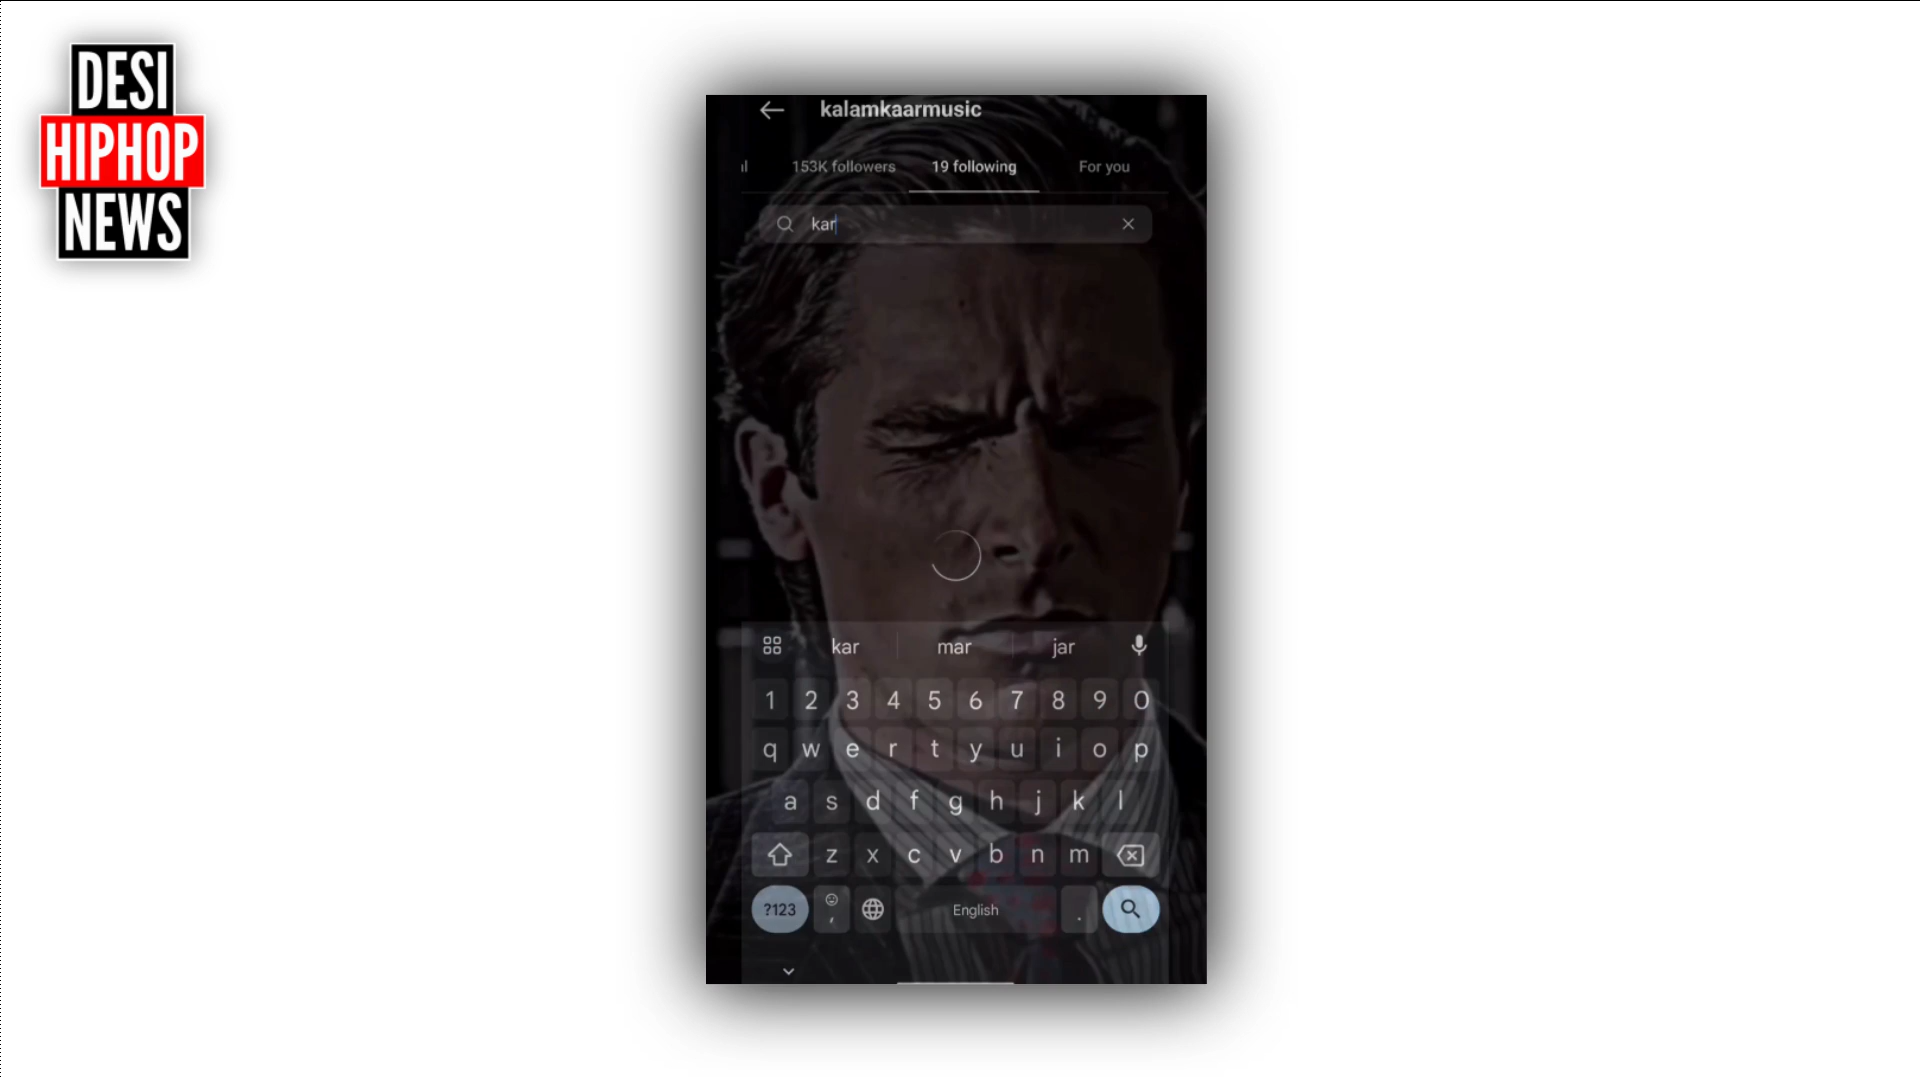 DESI
HIPHOP
NEWS
kalamkaarmusic
153K followers 19 following For you
kar
kar mar jar
1 2 3 4 5 6 7 8 9 0
q w e r t y u i o p
a s d f g h j k l
z x c v b n m
?123 , English .